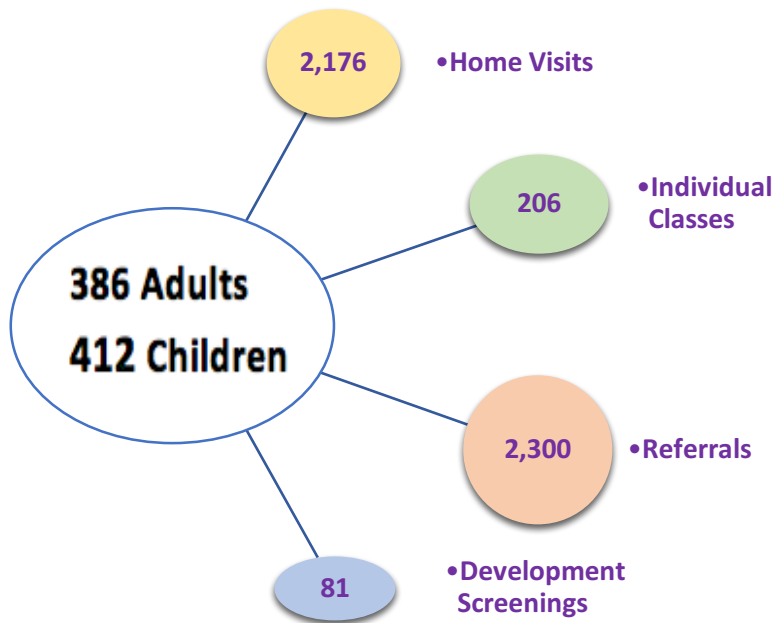 2,176
•Home Visits
206
•Individual
Classes
386 Adults
412 Children
2,300
•Referrals
81
•Development
Screenings